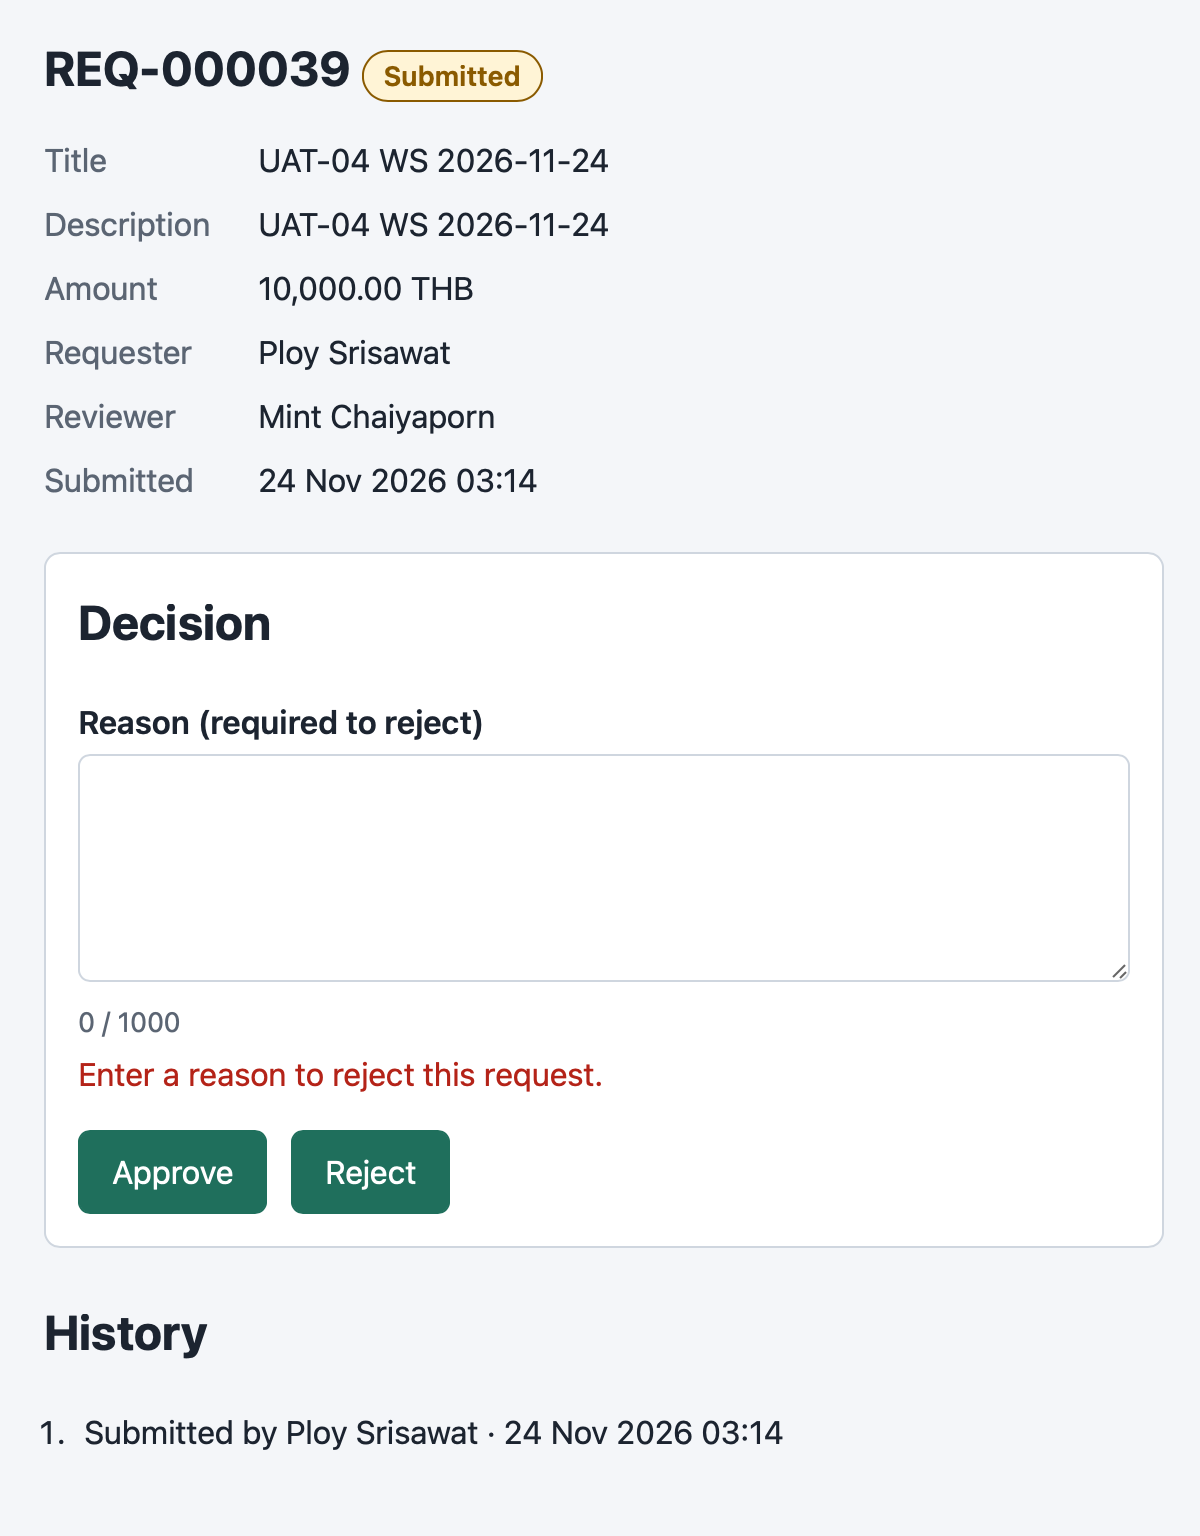 REQ-000039 Submitted
Title UAT-04 WS 2026-11-24
Description UAT-04 WS 2026-11-24
Amount 10,000.00 THB
Requester Ploy Srisawat
Reviewer Mint Chaiyaporn
Submitted 24 Nov 2026 03:14
Decision
Reason (required to reject)
0 / 1000
Enter a reason to reject this request.
Approve Reject
History
1. Submitted by Ploy Srisawat · 24 Nov 2026 03:14